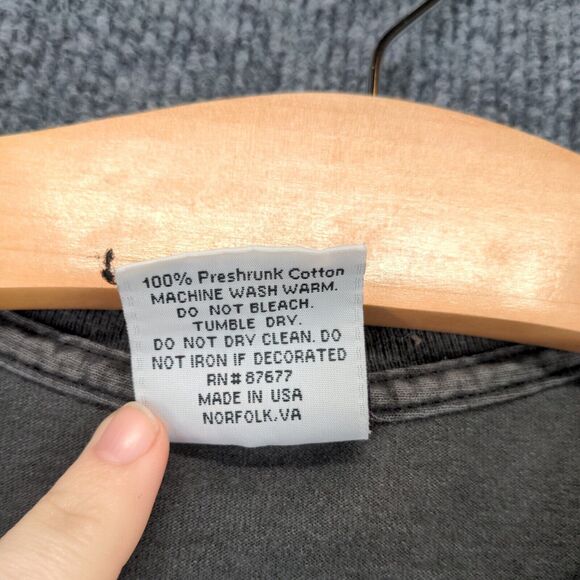 100% Preshrunk Cotton
MACHINE WASH WARM.
DO NOT BLEACH.
TUMBLE DRY.
DO NOT DRY CLEAN. DO
NOT IRON IF DECORATED
RN# 87677
MADE IN USA
NORFOLK, VA